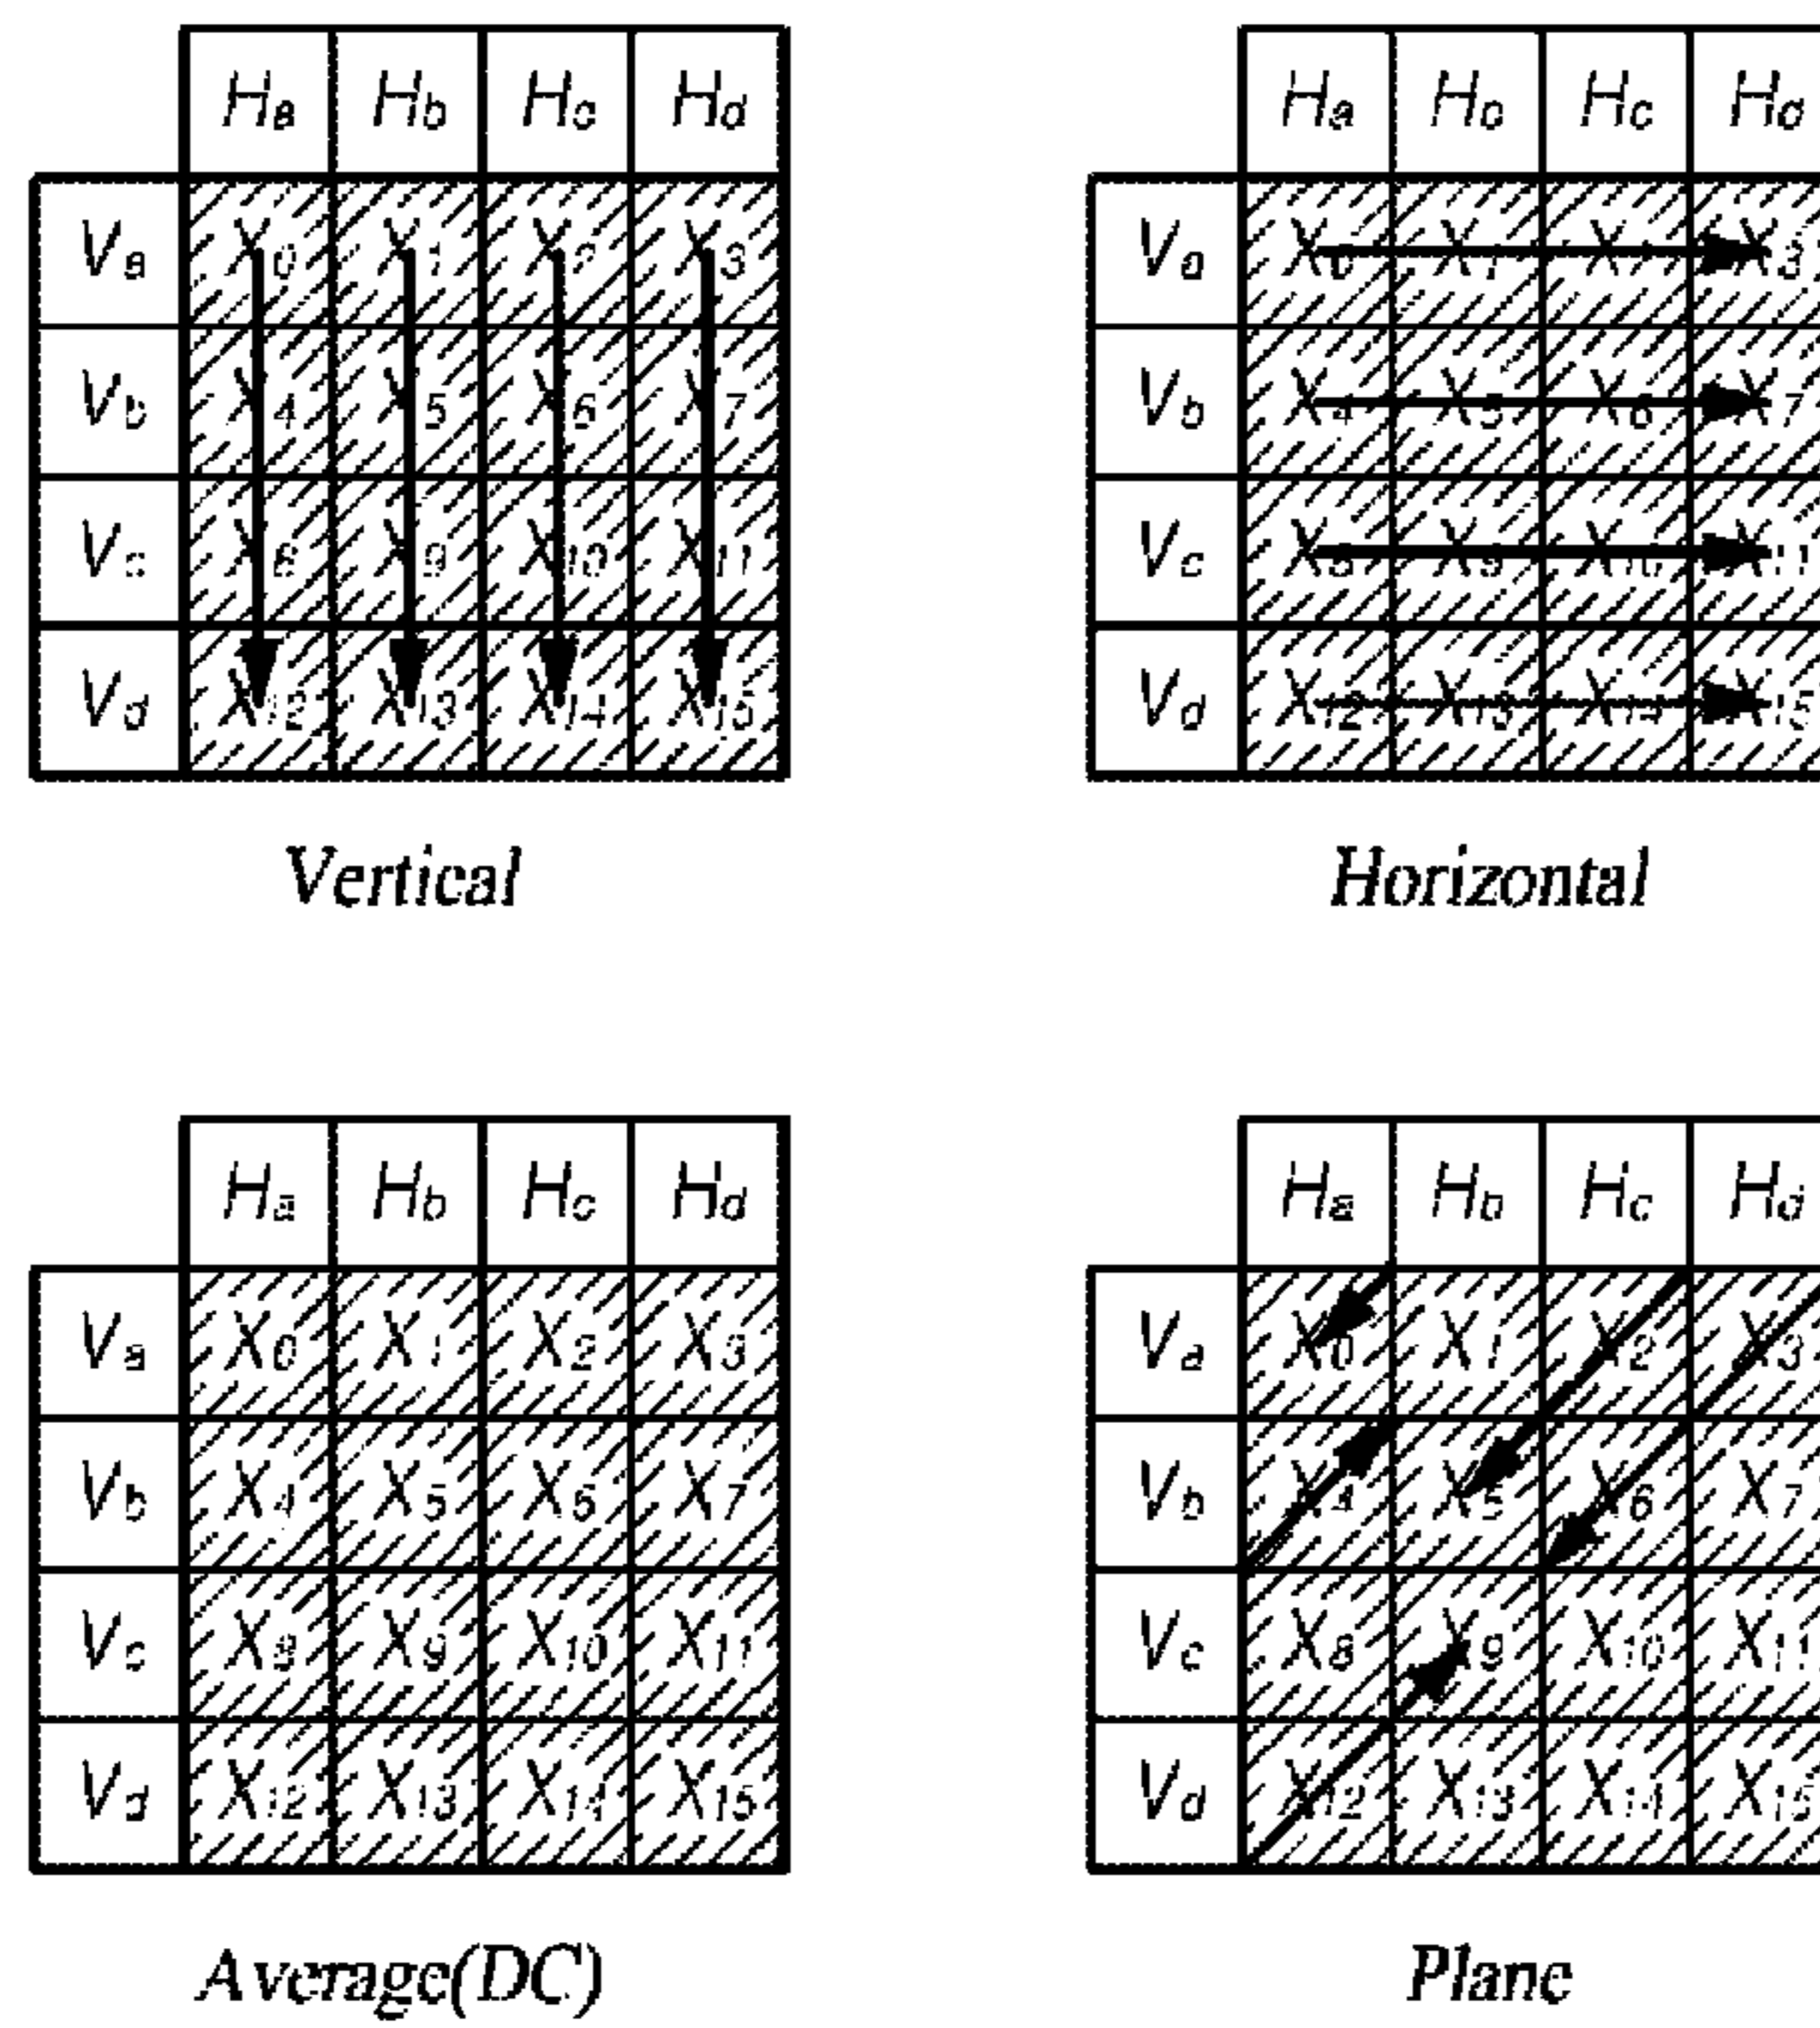 Ha Hb Hc Hd
Va X0 X1 X2 X3
Vb X4 X5 X6 X7
Vc X8 X9 X10 X11
Vd X12 X13 X14 X15
Vertical
Ha Hc Hc Hd
Va X0 X1 X3
Vb X4 X5 X6 X7
Vc X8 X9 X10 X11
Vd X12 X13 X14 X15
Horizontal
Ha Hb Hc Hd
Va X0 X1 X2 X3
Vb X4 X5 X6 X7
Vc X8 X9 X10 X11
Vd X12 X13 X14 X15
Average(DC)
Ha Hb Hc Hd
Va X0 X1 X2 X3
Vb X4 X5 X6 X7
Vc X8 X9 X10 X11
Vd X12 X13 X14 X15
Plane